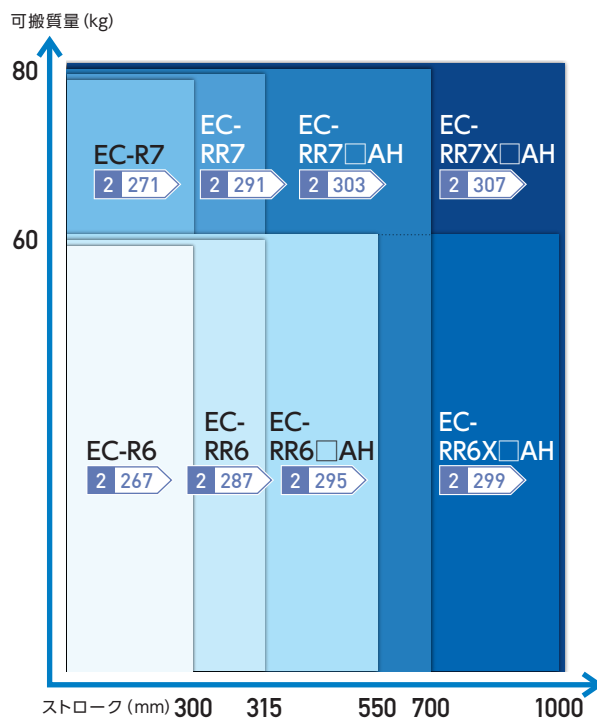 可搬質量(kg)
80
EC-R7
2 271
EC-
RR7
2 291
EC-
RR7□AH
2 303
EC-
RR7X□AH
2 307
60
EC-R6
2 267
EC-
RR6
2 287
EC-
RR6□AH
2 295
EC-
RR6X□AH
2 299
ストローク(mm) 300 315 550 700 1000